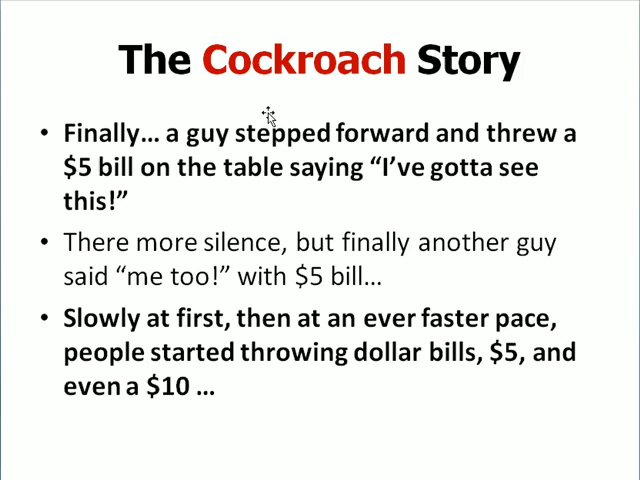 The Cockroach Story
• Finally... a guy stepped forward and threw a
$5 bill on the table saying “I’ve gotta see
this!”
• There more silence, but finally another guy
said “me too!” with $5 bill...
• Slowly at first, then at an ever faster pace,
people started throwing dollar bills, $5, and
even a $10 ...